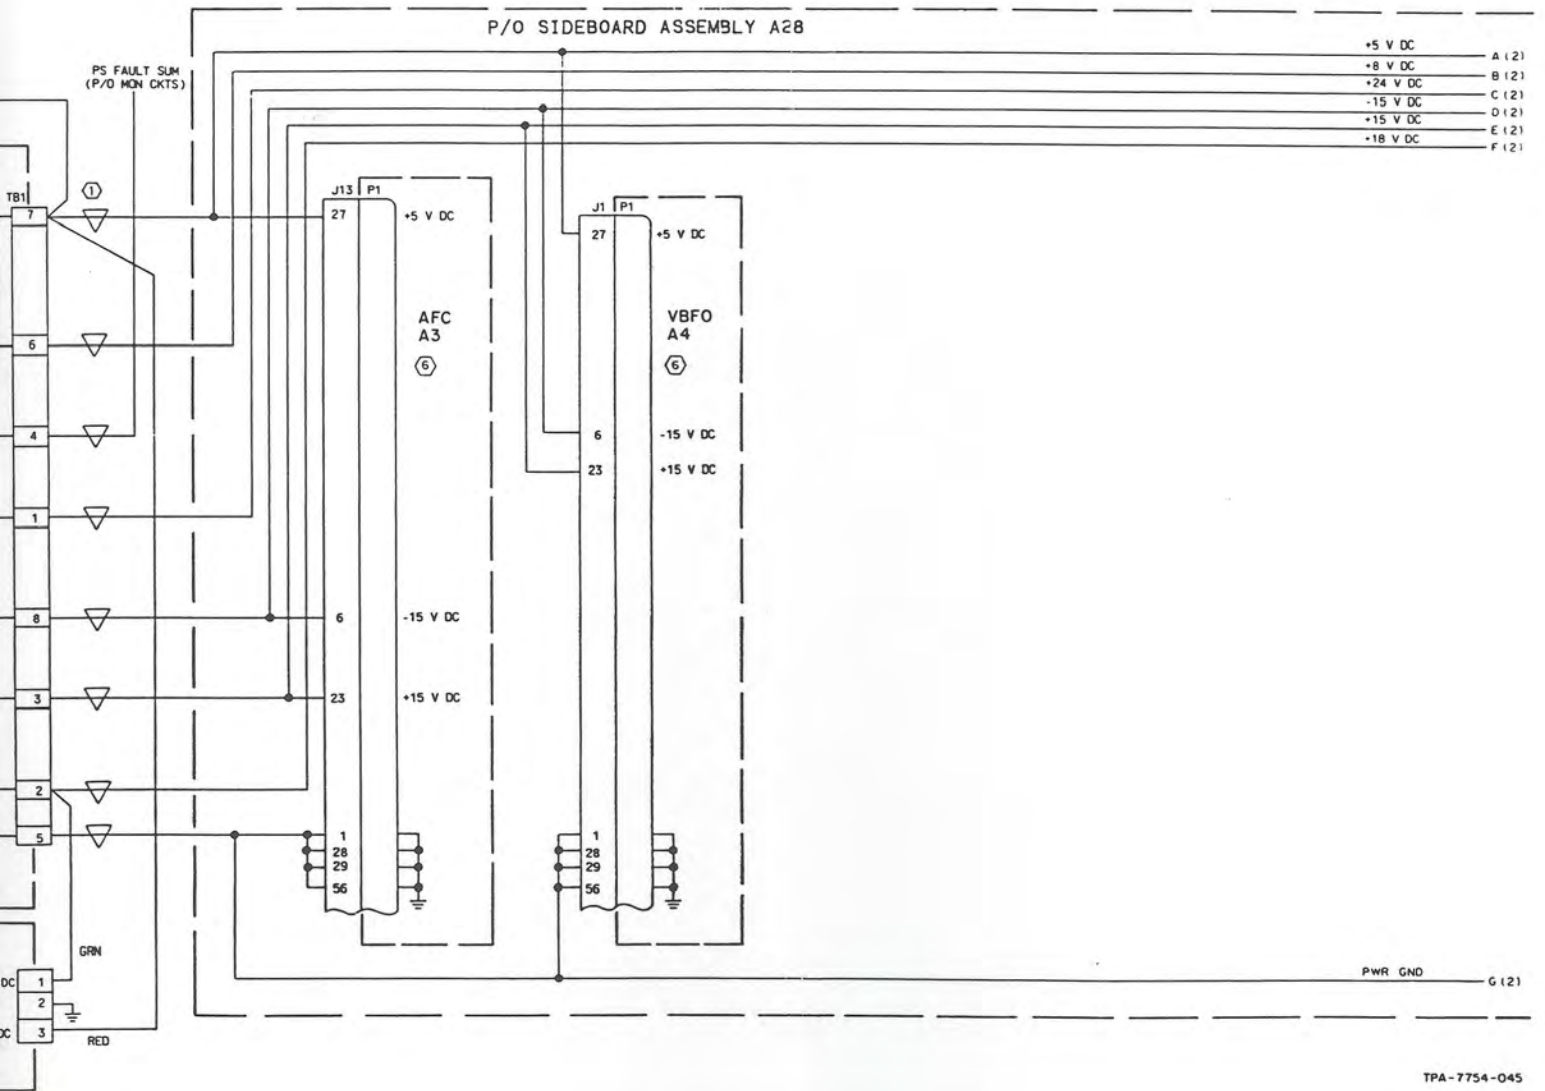 P/O SIDEBOARD ASSEMBLY A28
+5 V DC
A(2)
+8 V DC
B(2)
+24 V DC
C(2)
-15 V DC
D(2)
+15 V DC
E(2)
+18 V DC
F(2)
PS FAULT SUM
(P/O MON CKTS)
TB1
1
7
6
4
1
8
3
2
5
J13 P1
27 +5 V DC
AFC
A3
6
6 -15 V DC
23 +15 V DC
1
28
29
56
J1 P1
27 +5 V DC
VBFO
A4
6
6 -15 V DC
23 +15 V DC
1
28
29
56
GRN
DC 1
2
3
RED
PWR GND
G(2)
TPA-7754-045